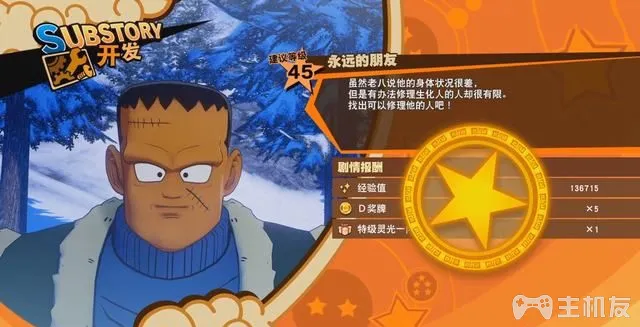 SUBSTORY
开发
建议等级
45
永远的朋友
虽然老八说他的身体状况很差，
但是有办法修理生化人的人却很有限。
找出可以修理他的人吧！
剧情报酬
经验值 136715
D奖牌 ×5
特级灵光一 ×1
主机友